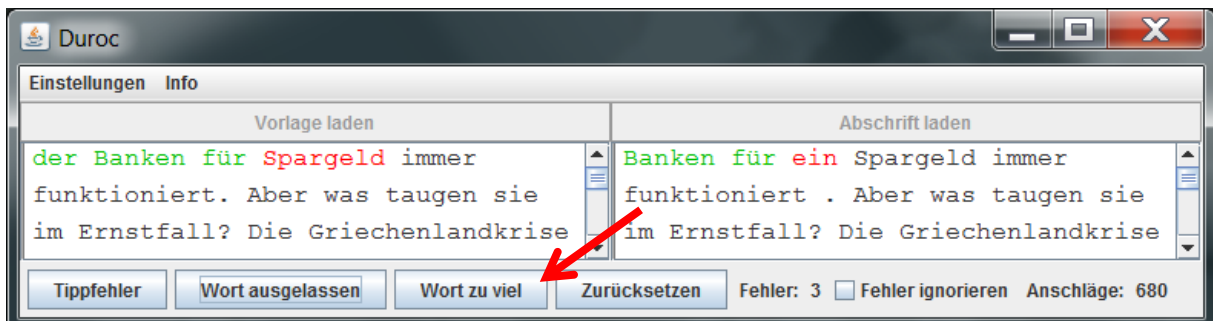 Duroc
Einstellungen Info
Vorlage laden
Abschrift laden
der Banken für Spargeld immer
funktioniert. Aber was taugen sie
im Ernstfall? Die Griechenlandkrise
Banken für ein Spargeld immer
funktioniert . Aber was taugen sie
im Ernstfall? Die Griechenlandkrise
Tippfehler Wort ausgelassen Wort zu viel Zurücksetzen Fehler: 3 Fehler ignorieren Anschläge: 680